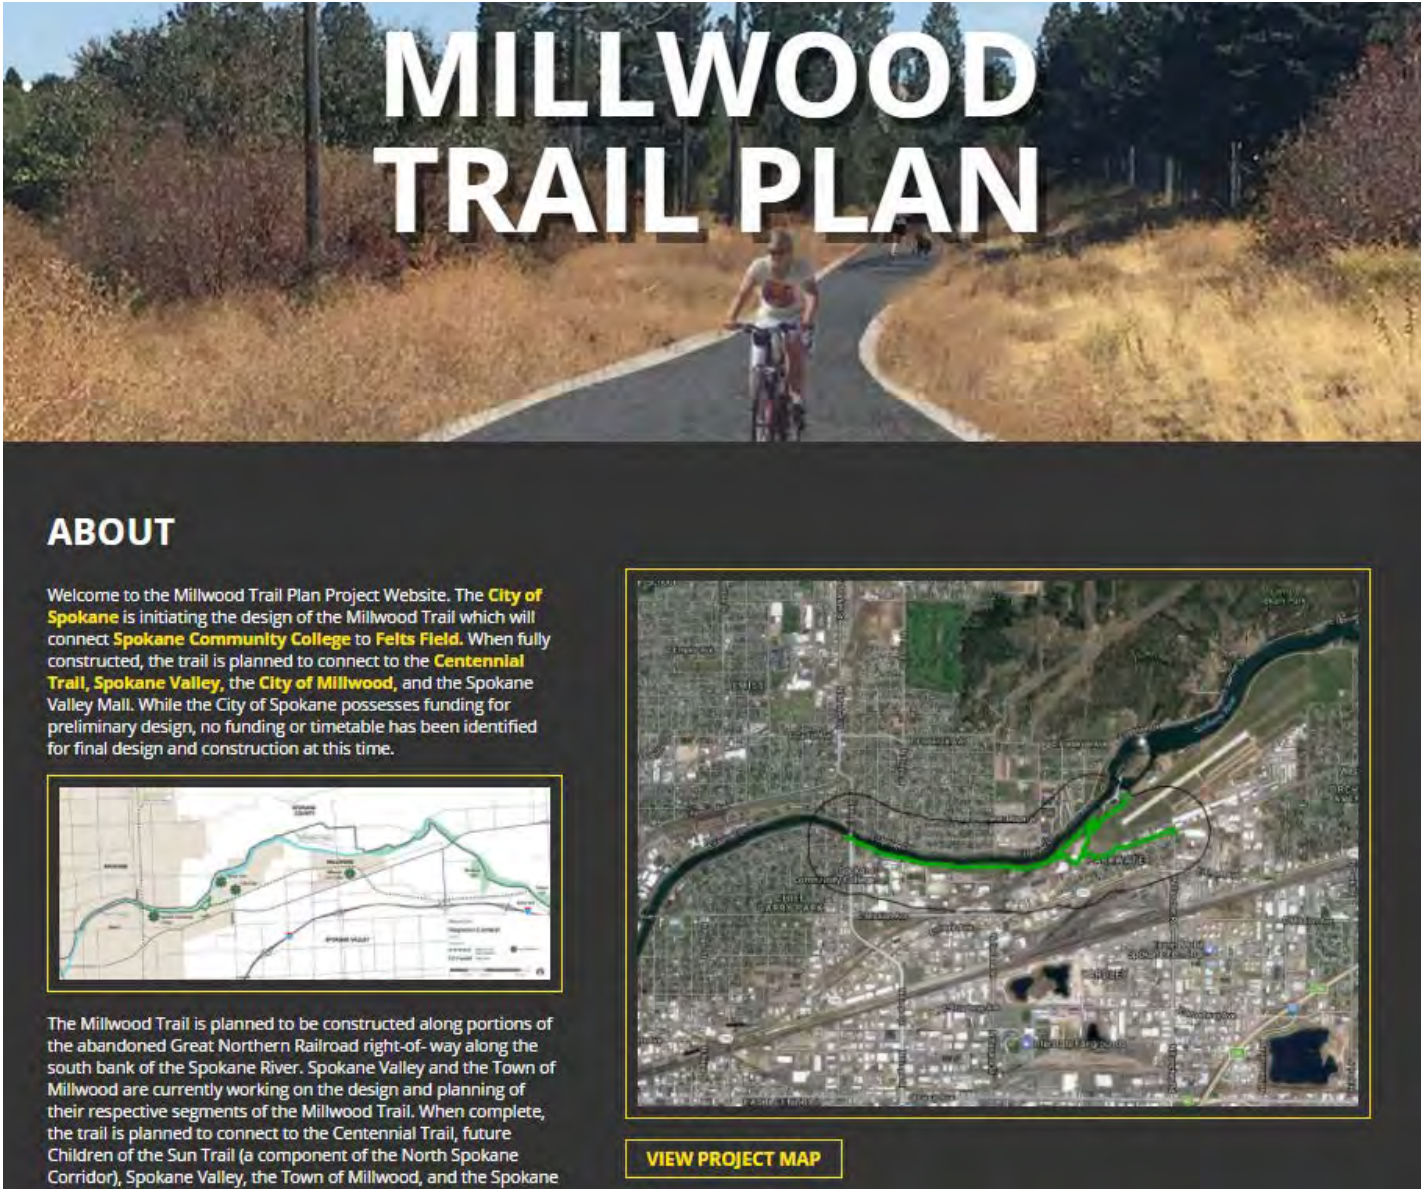 MILLWOOD
TRAIL PLAN
ABOUT
Welcome to the Millwood Trail Plan Project Website. The City of
Spokane is initiating the design of the Millwood Trail which will
connect Spokane Community College to Felts Field. When fully
constructed, the trail is planned to connect to the Centennial
Trail, Spokane Valley, the City of Millwood, and the Spokane
Valley Mall. While the City of Spokane possesses funding for
preliminary design, no funding or timetable has been identified
for final design and construction at this time.
SPOKANE
COUNTY
SPOKANE
MILLWOOD
SPOKANE VALLEY
The Millwood Trail is planned to be constructed along portions of
the abandoned Great Northern Railroad right-of- way along the
south bank of the Spokane River. Spokane Valley and the Town of
Millwood are currently working on the design and planning of
their respective segments of the Millwood Trail. When complete,
the trail is planned to connect to the Centennial Trail, future
Children of the Sun Trail (a component of the North Spokane
Corridor), Spokane Valley, the Town of Millwood, and the Spokane
VIEW PROJECT MAP